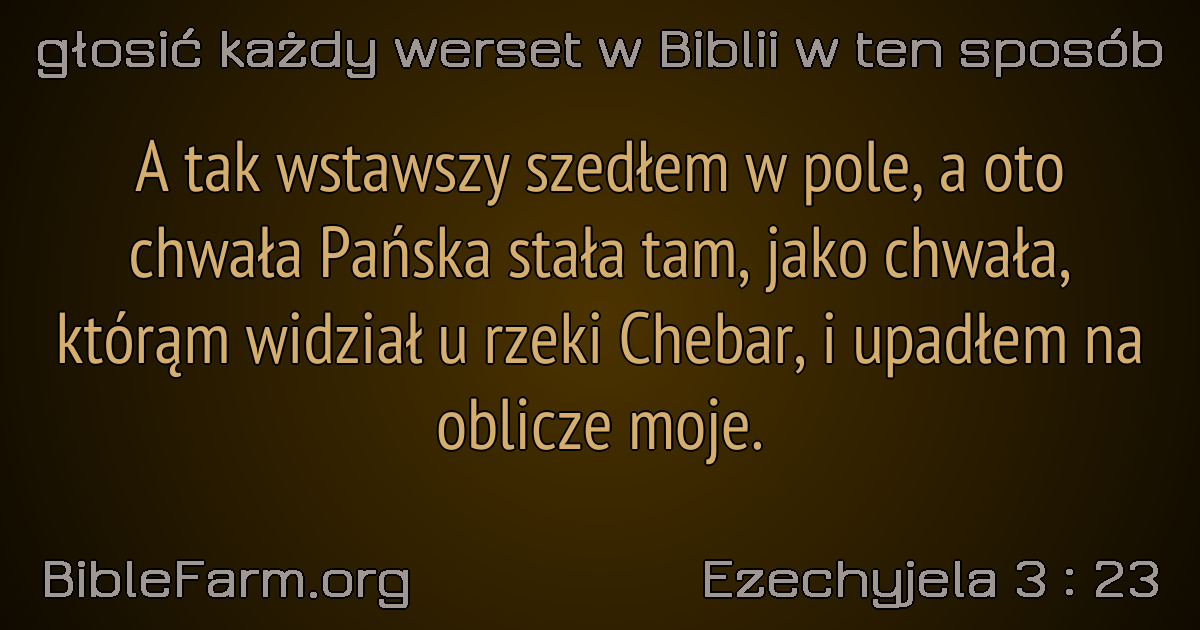 głosić każdy werset w Biblii w ten sposób
A tak wstawszy szedłem w pole, a oto
chwała Pańska stała tam, jako chwała,
którąm widział u rzeki Chebar, i upadłem na
oblicze moje.
BibleFarm.org
Ezechyjela 3 : 23